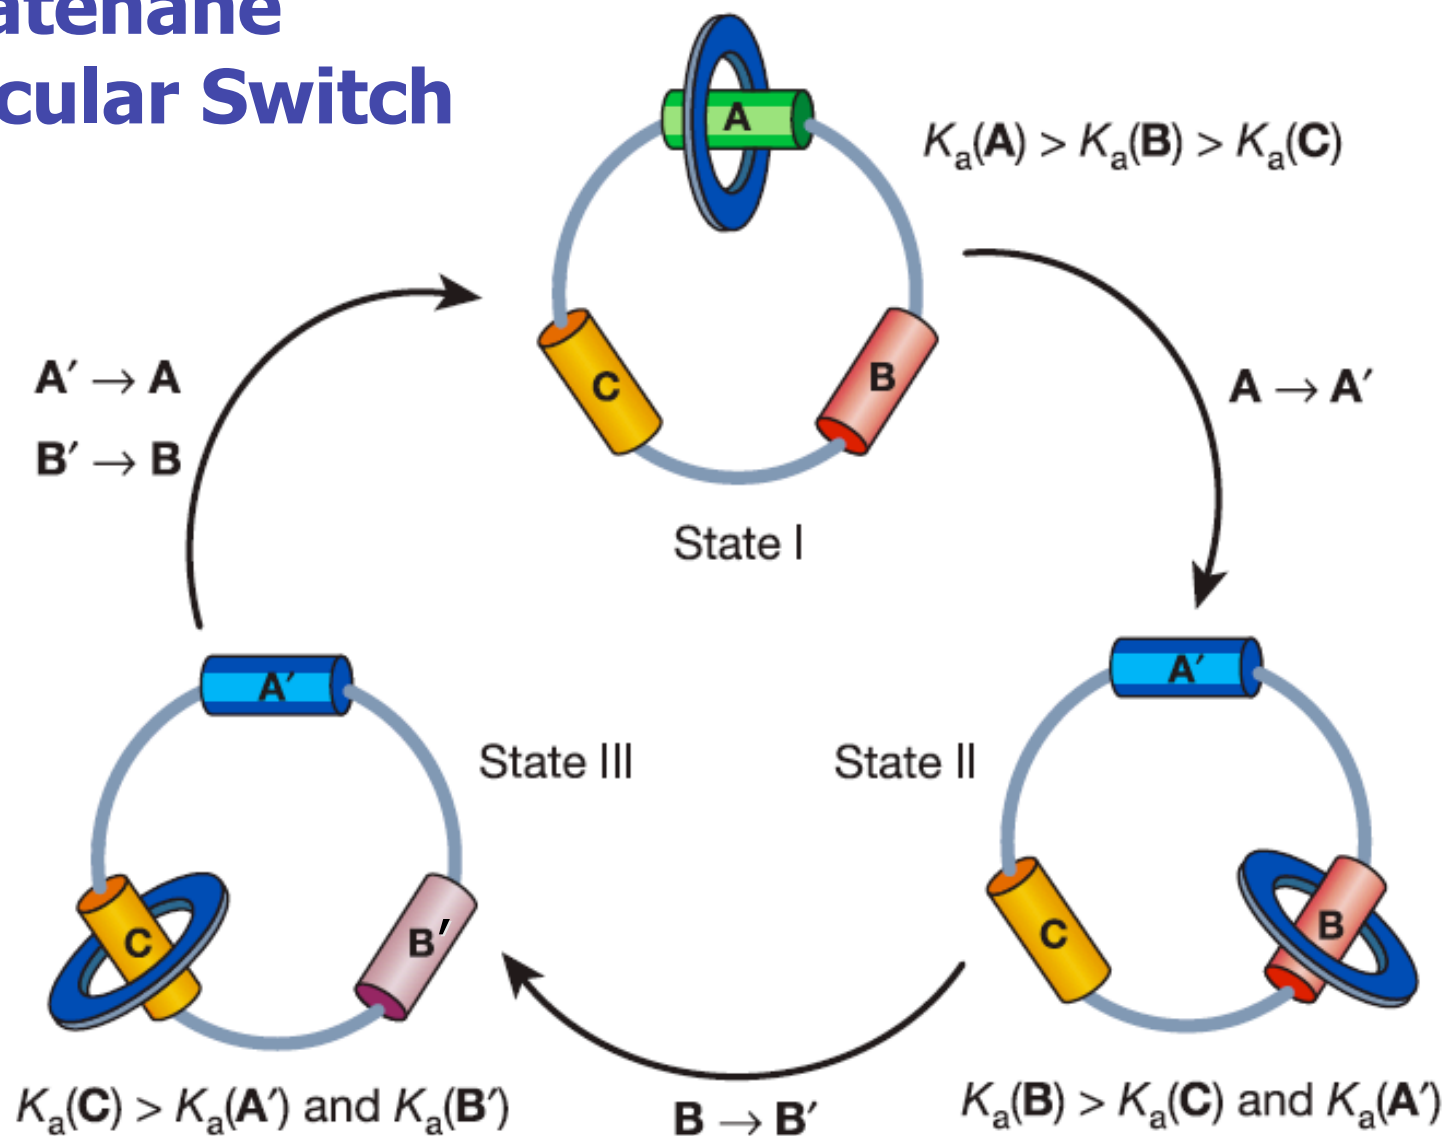 atenane
cular Switch
A
Kₐ(A) > Kₐ(B) > Kₐ(C)
C
B
A′ → A
B′ → B
A → A′
State I
A′
State III
C
B′
State II
A′
C
B
Kₐ(C) > Kₐ(A′) and Kₐ(B′)
B → B′
Kₐ(B) > Kₐ(C) and Kₐ(A′)